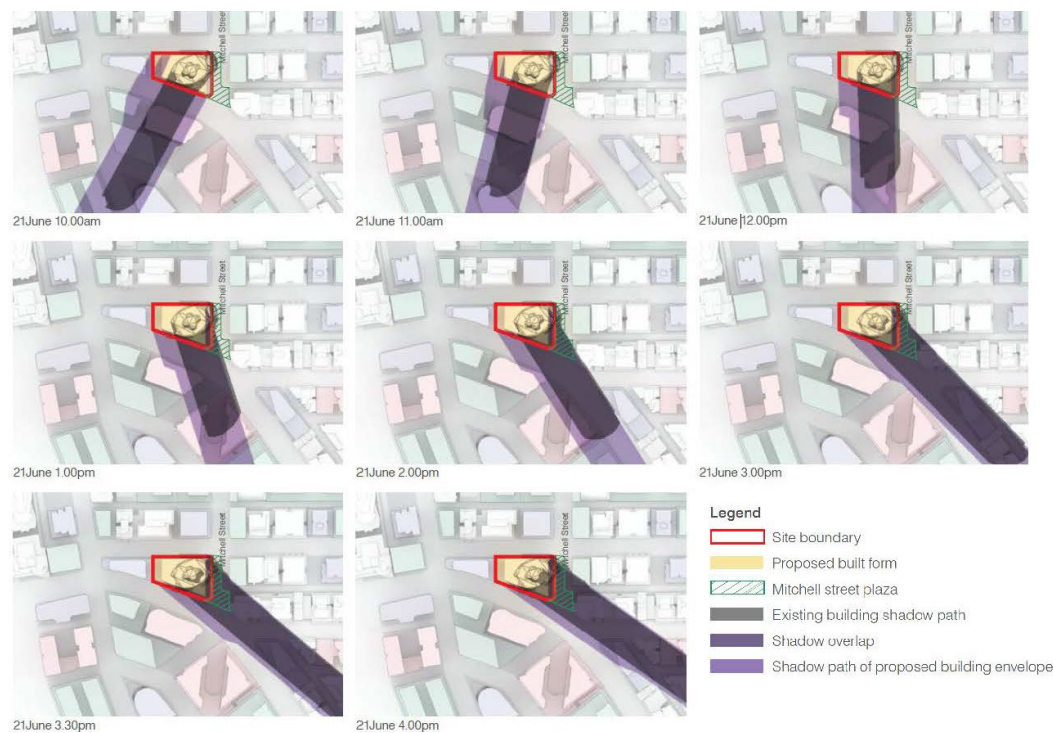 Mitchell Street
Mitchell Street
Mitchell Street
21June 10.00am
21June 11.00am
21June 12.00pm
Mitchell Street
Mitchell Street
Mitchell Street
21June 1.00pm
21June 2.00pm
21June 3.00pm
Mitchell Street
Mitchell Street
21June 3.30pm
21June 4.00pm
Legend
Site boundary
Proposed built form
Mitchell street plaza
Existing building shadow path
Shadow overlap
Shadow path of proposed building envelope